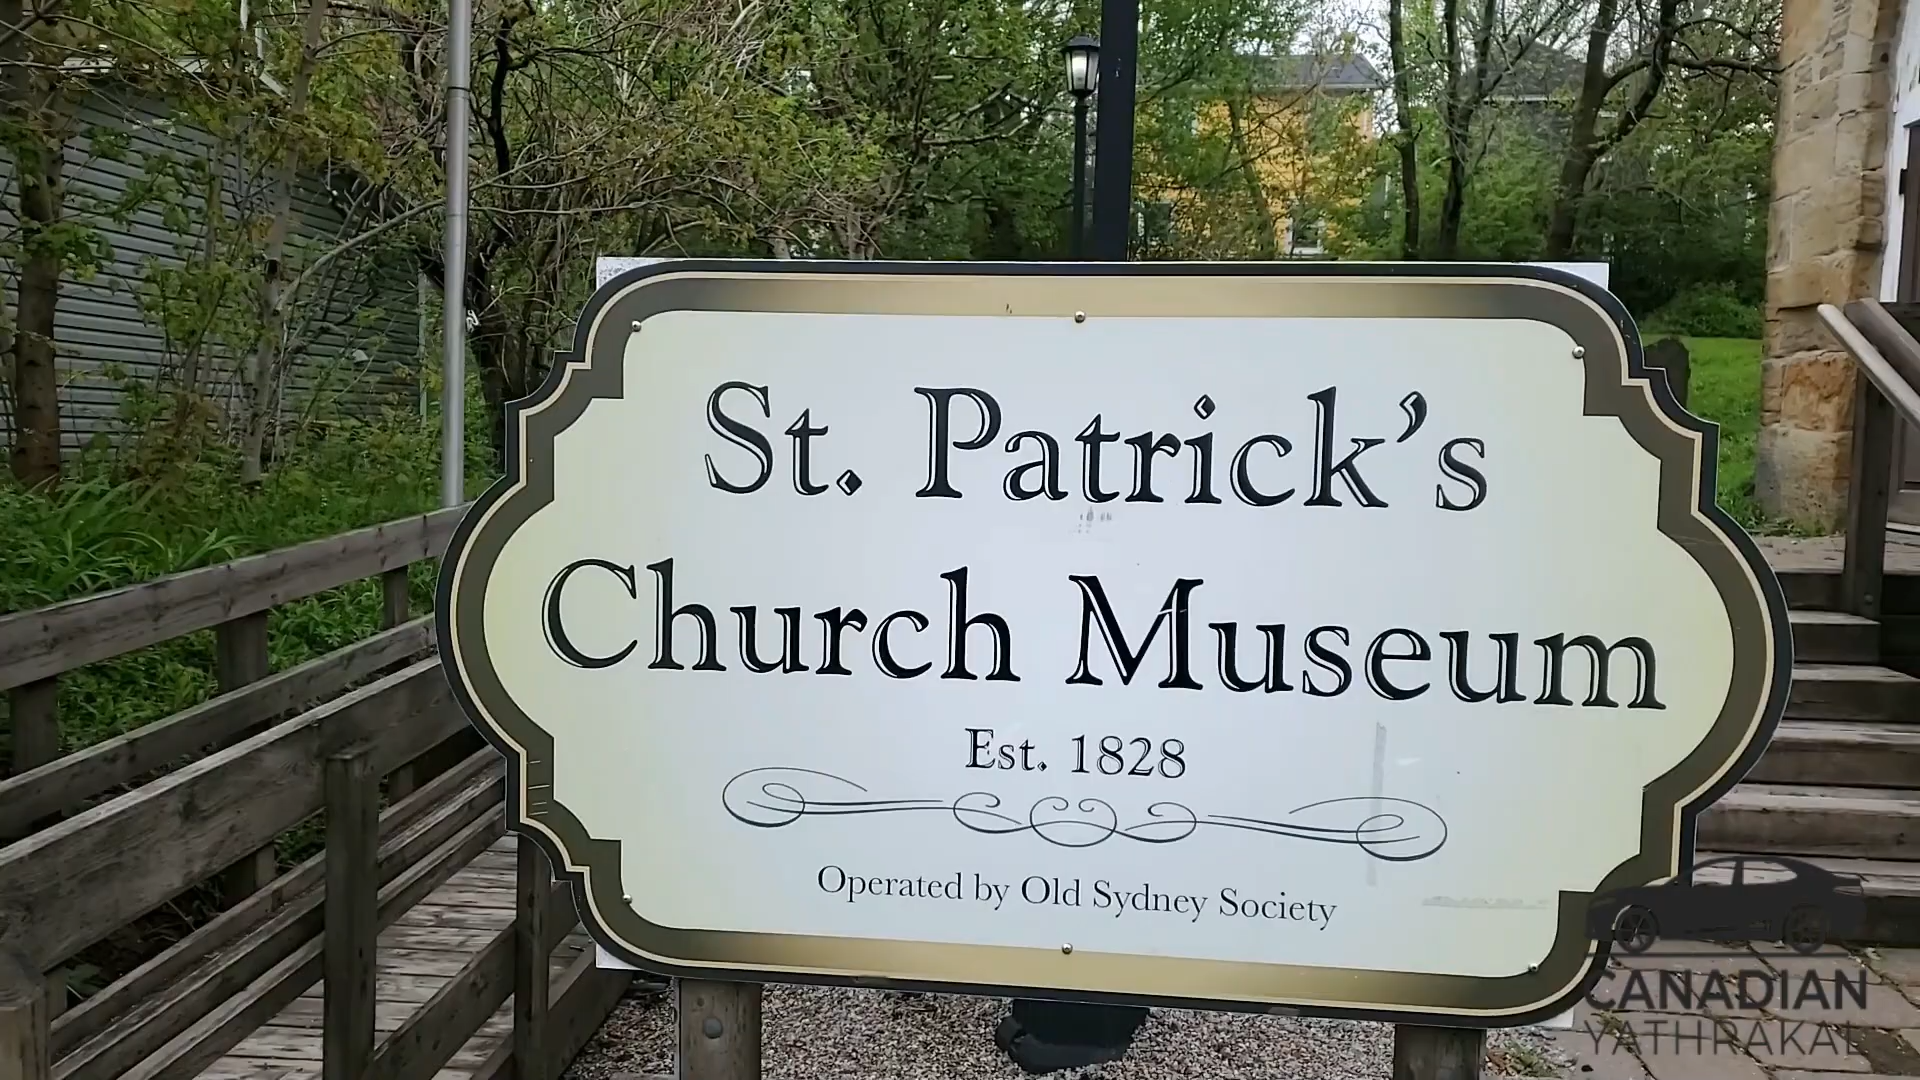 St. Patrick's
Church Museum
Est. 1828
Operated by Old Sydney Society
CANADIAN
YATHRAKAL